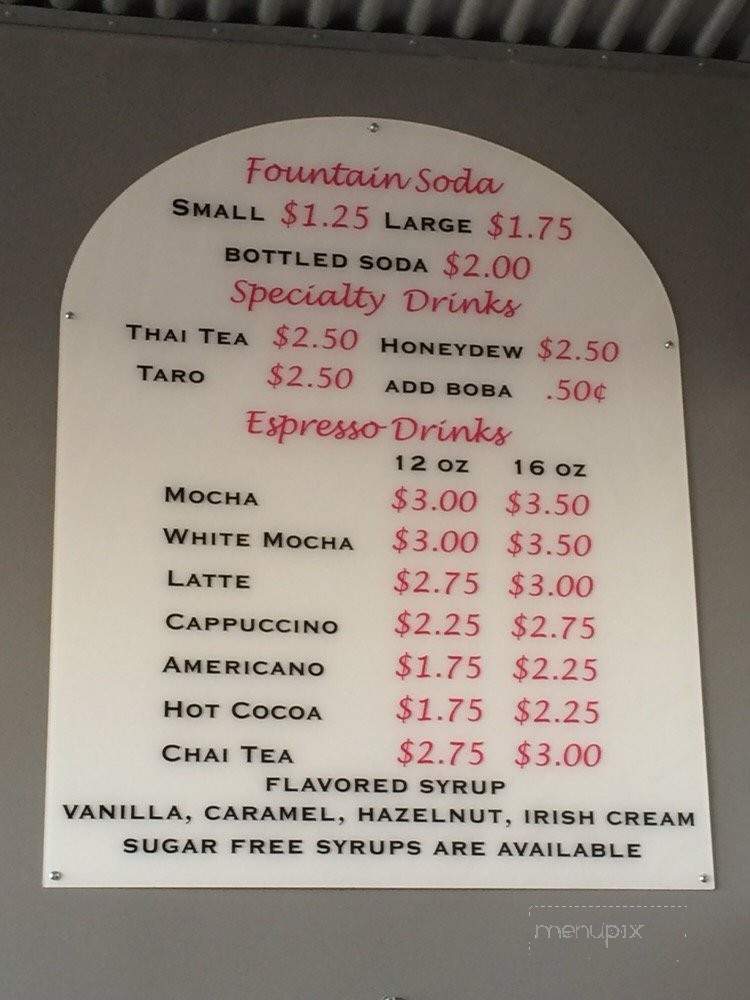 Fountain Soda
SMALL $1.25 LARGE $1.75
BOTTLED SODA $2.00
Specialty Drinks
THAI TEA $2.50 HONEYDEW $2.50
TARO $2.50 ADD BOBA .50¢
Espresso Drinks
12 OZ 16 OZ
MOCHA $3.00 $3.50
WHITE MOCHA $3.00 $3.50
LATTE $2.75 $3.00
CAPPUCCINO $2.25 $2.75
AMERICANO $1.75 $2.25
HOT COCOA $1.75 $2.25
CHAI TEA $2.75 $3.00
FLAVORED SYRUP
VANILLA, CARAMEL, HAZELNUT, IRISH CREAM
SUGAR FREE SYRUPS ARE AVAILABLE
menupix